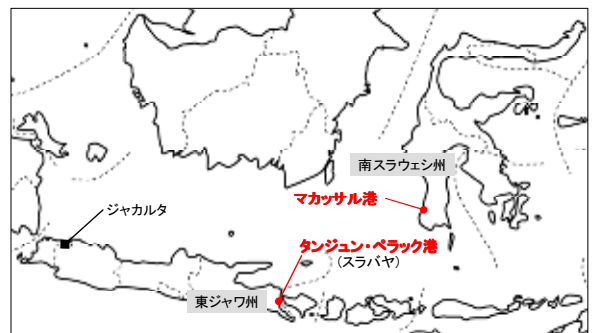 南スラウェシ州
マカッサル港
ジャカルタ
タンジュン・ペラック港
(スラバヤ)
東ジャワ州